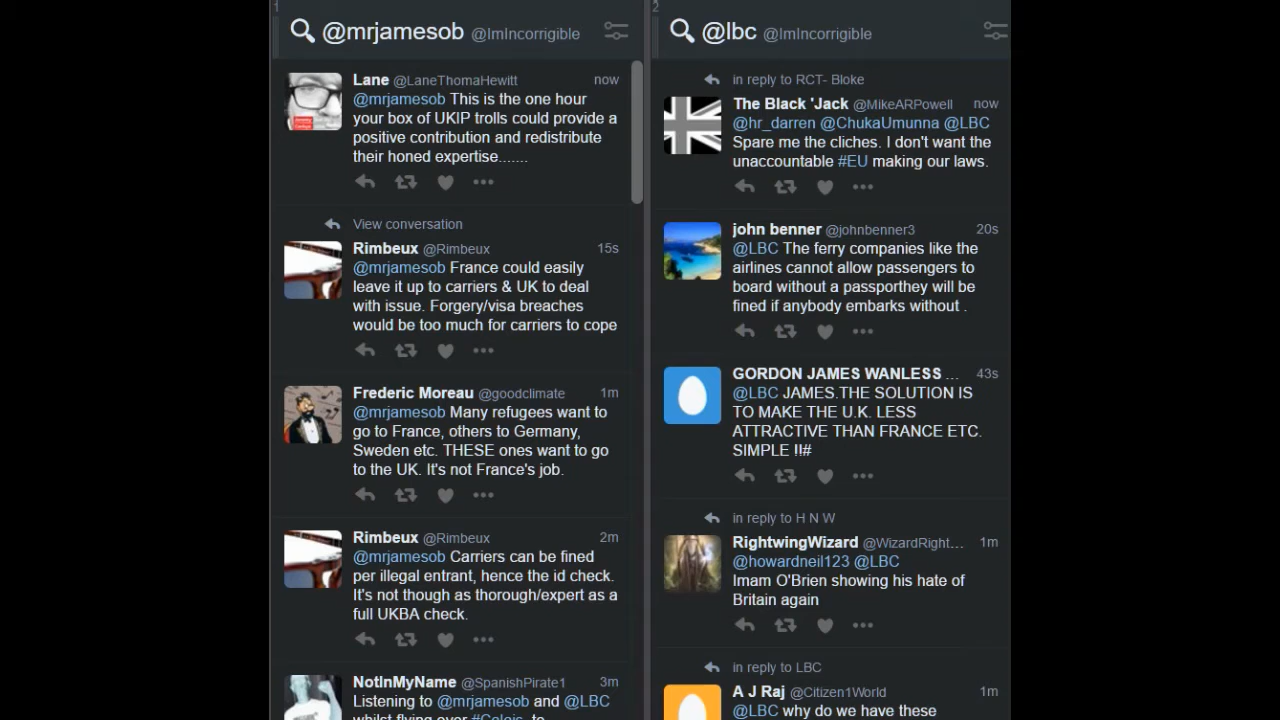 1
@mrjamesob @ImIncorrigible
Lane @LaneThomaHewitt now
@mrjamesob This is the one hour
your box of UKIP trolls could provide a
positive contribution and redistribute
their honed expertise.......
View conversation
Rimbeux @Rimbeux 15s
@mrjamesob France could easily
leave it up to carriers & UK to deal
with issue. Forgery/visa breaches
would be too much for carriers to cope
Frederic Moreau @goodclimate 1m
@mrjamesob Many refugees want to
go to France, others to Germany,
Sweden etc. THESE ones want to go
to the UK. It's not France's job.
Rimbeux @Rimbeux 2m
@mrjamesob Carriers can be fined
per illegal entrant, hence the id check.
It's not though as thorough/expert as a
full UKBA check.
NotInMyName @SpanishPirate1 3m
Listening to @mrjamesob and @LBC
whilst flying over #Calais, to
2
@lbc @ImIncorrigible
in reply to RCT- Bloke
The Black 'Jack @MikeARPowell now
@hr_darren @ChukaUmunna @LBC
Spare me the cliches. I don't want the
unaccountable #EU making our laws.
john benner @johnbenner3 20s
@LBC The ferry companies like the
airlines cannot allow passengers to
board without a passporthey will be
fined if anybody embarks without .
GORDON JAMES WANLESS ... 43s
@LBC JAMES.THE SOLUTION IS
TO MAKE THE U.K. LESS
ATTRACTIVE THAN FRANCE ETC.
SIMPLE !!#
in reply to H N W
RightwingWizard @WizardRight... 1m
@howardneil123 @LBC
Imam O'Brien showing his hate of
Britain again
in reply to LBC
A J Raj @Citizen1World 1m
@LBC why do we have these